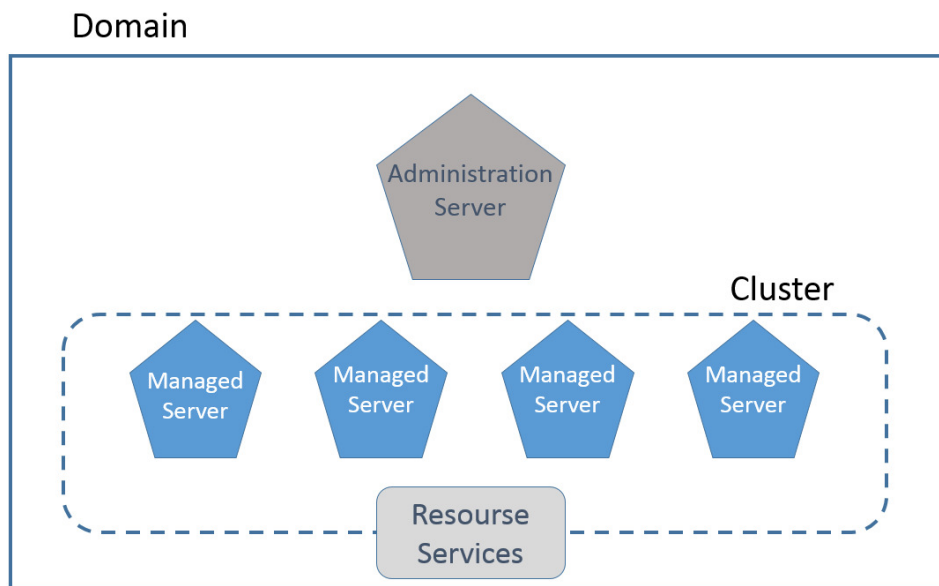 Domain
Administration
Server
Cluster
Managed
Server
Managed
Server
Managed
Server
Managed
Server
Resourse
Services